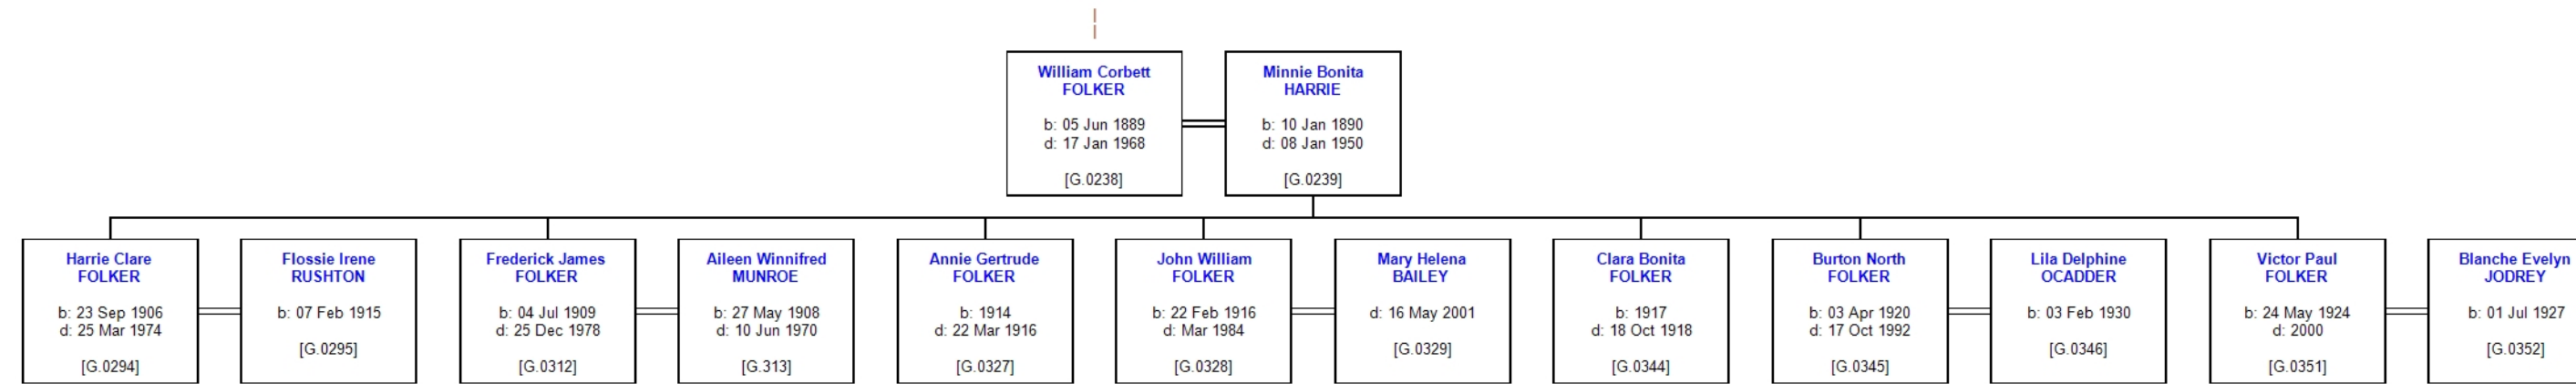 William Corbett
FOLKER
b: 05 Jun 1889
d: 17 Jan 1968
[G.0238]
Minnie Bonita
HARRIE
b: 10 Jan 1890
d: 08 Jan 1950
[G.0239]
Harrie Clare
FOLKER
b: 23 Sep 1906
d: 25 Mar 1974
[G.0294]
Flossie Irene
RUSHTON
b: 07 Feb 1915
[G.0295]
Frederick James
FOLKER
b: 04 Jul 1909
d: 25 Dec 1978
[G.0312]
Aileen Winnifred
MUNROE
b: 27 May 1908
d: 10 Jun 1970
[G.313]
Annie Gertrude
FOLKER
b: 1914
d: 22 Mar 1916
[G.0327]
John William
FOLKER
b: 22 Feb 1916
d: Mar 1984
[G.0328]
Mary Helena
BAILEY
d: 16 May 2001
[G.0329]
Clara Bonita
FOLKER
b: 1917
d: 18 Oct 1918
[G.0344]
Burton North
FOLKER
b: 03 Apr 1920
d: 17 Oct 1992
[G.0345]
Lila Delphine
OCADDER
b: 03 Feb 1930
[G.0346]
Victor Paul
FOLKER
b: 24 May 1924
d: 2000
[G.0351]
Blanche Evelyn
JODREY
b: 01 Jul 1927
[G.0352]